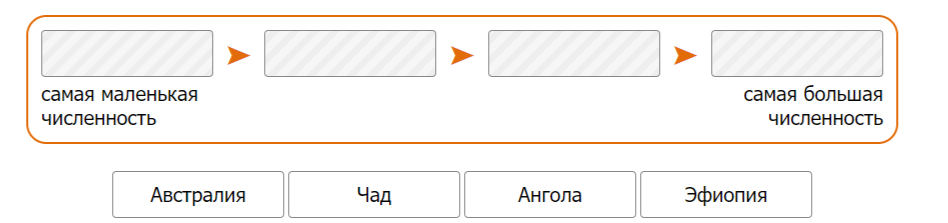 самая маленькая
численность
самая большая
численность
Австралия
Чад
Ангола
Эфиопия